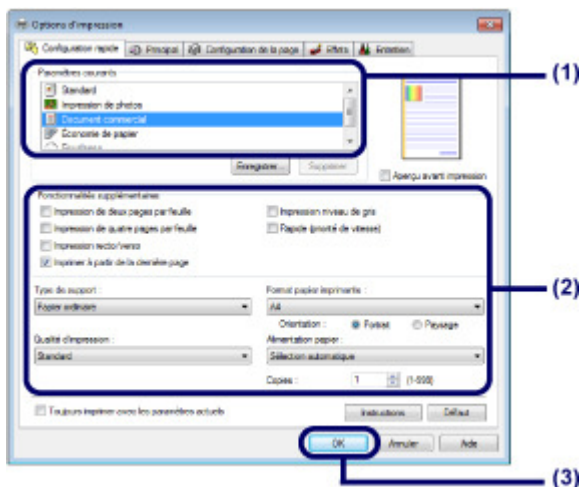 Options d'impression
Configuration rapide Principal Configuration de la page Effets Entretien
Paramètres courants
(1)
Standard
Impression de photos
Document commercial
Économie de papier
Enveloppe
Enregistrer... Supprimer
Aperçu avant impression
Fonctionnalités supplémentaires
Impression de deux pages par feuille
Impression niveau de gris
Impression de quatre pages par feuille
Rapide (priorité de vitesse)
Impression recto/verso
Imprimer à partir de la dernière page
(2)
Type de support :
Format papier imprimante :
Papier ordinaire
A4
Orientation : Portrait Paysage
Qualité d'impression :
Alimentation papier :
Standard
Sélection automatique
Copies : 1 (1-999)
Toujours imprimer avec les paramètres actuels
Instructions Défaut
OK Annuler Aide
(3)